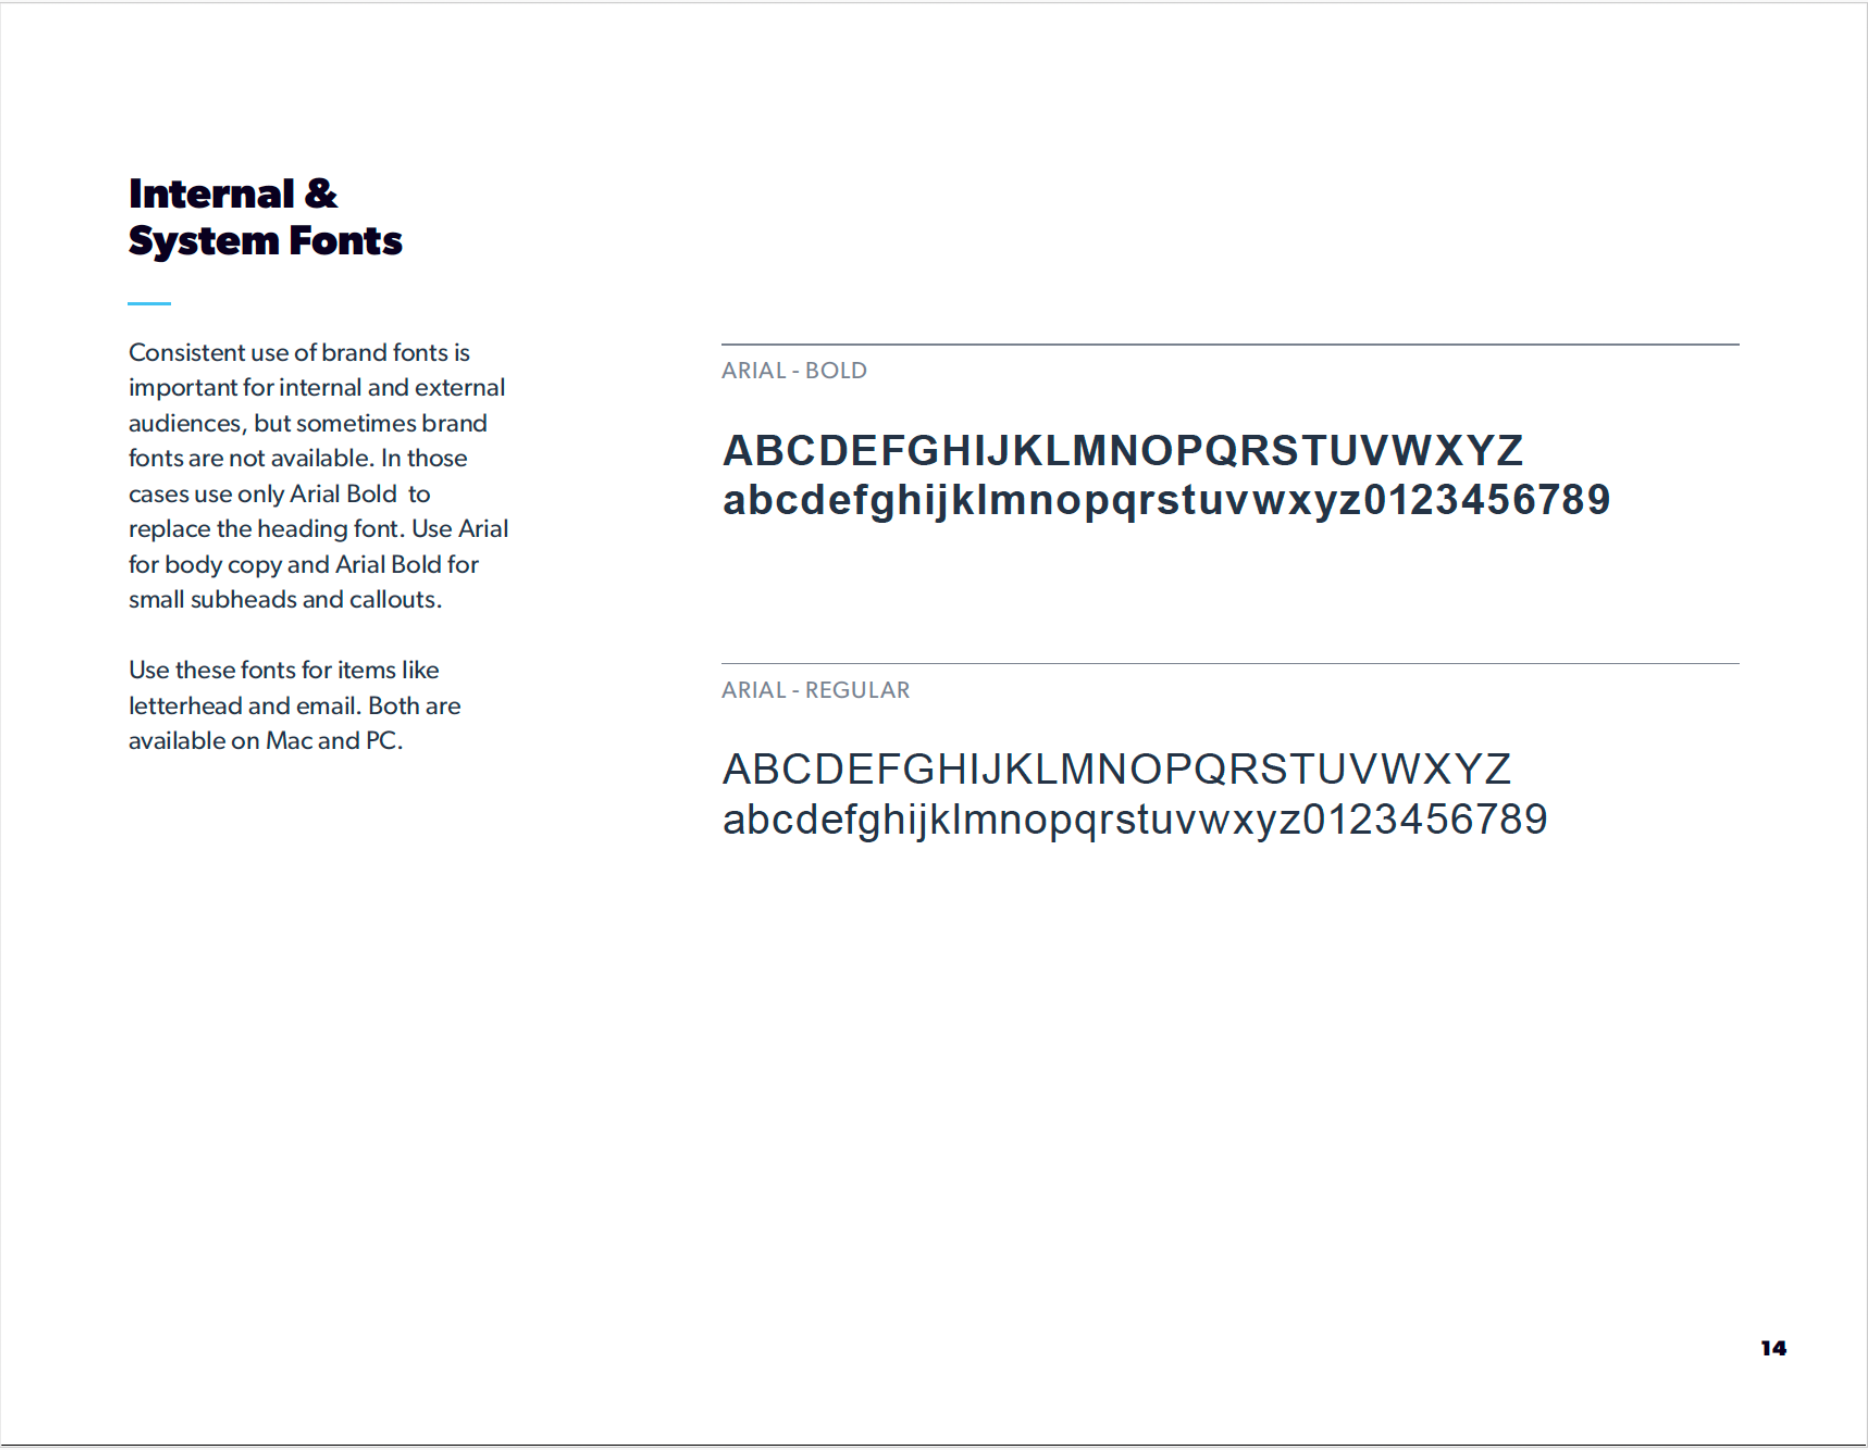 Internal &
System Fonts
Consistent use of brand fonts is
important for internal and external
audiences, but sometimes brand
fonts are not available. In those
cases use only Arial Bold  to
replace the heading font. Use Arial
for body copy and Arial Bold for
small subheads and callouts.
Use these fonts for items like
letterhead and email. Both are
available on Mac and PC.
ARIAL - BOLD
ABCDEFGHIJKLMNOPQRSTUVWXYZ
abcdefghijklmnopqrstuvwxyz0123456789
ARIAL - REGULAR
ABCDEFGHIJKLMNOPQRSTUVWXYZ
abcdefghijklmnopqrstuvwxyz0123456789
14